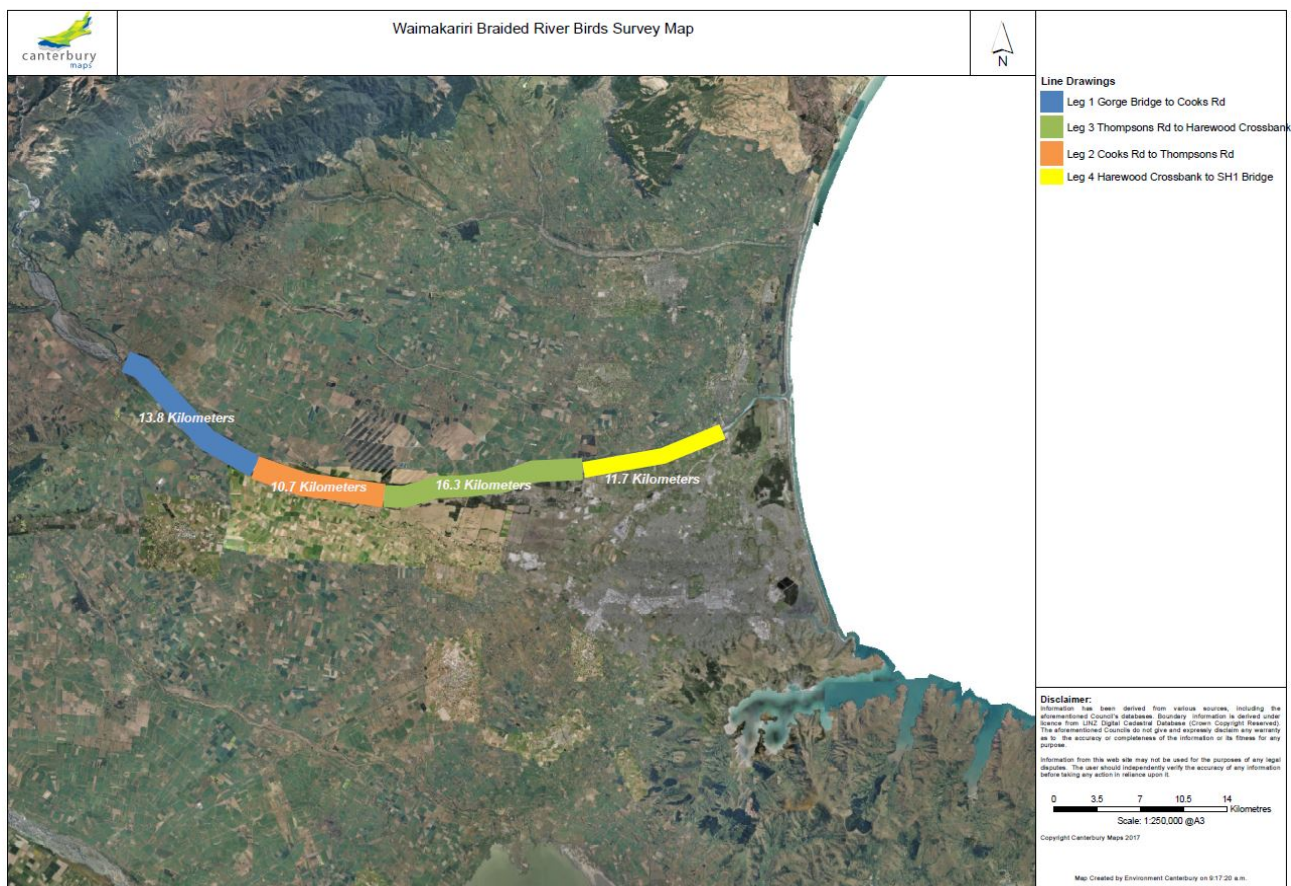 canterbury
maps
Waimakariri Braided River Birds Survey Map
N
Line Drawings
Leg 1 Gorge Bridge to Cooks Rd
Leg 3 Thompsons Rd to Harewood Crossbank
Leg 2 Cooks Rd to Thompsons Rd
Leg 4 Harewood Crossbank to SH1 Bridge
13.8 Kilometers
10.7 Kilometers
16.3 Kilometers
11.7 Kilometers
Disclaimer:
Information has been derived from various sources, including the
aforementioned Council's databases. Boundary information is derived under
licence from LINZ Digital Cadastral Database (Crown Copyright Reserved).
The aforementioned Councils do not give and expressly disclaim any warranty
as to the accuracy or completeness of the information or its fitness for any
purpose.
Information from this web site may not be used for the purposes of any legal
disputes. The user should independently verify the accuracy of any information
before taking any action in reliance upon it.
0 3.5 7 10.5 14
Kilometres
Scale: 1:250,000 @A3
Copyright Canterbury Maps 2017
Map Created by Environment Canterbury on 9:17:20 a.m.